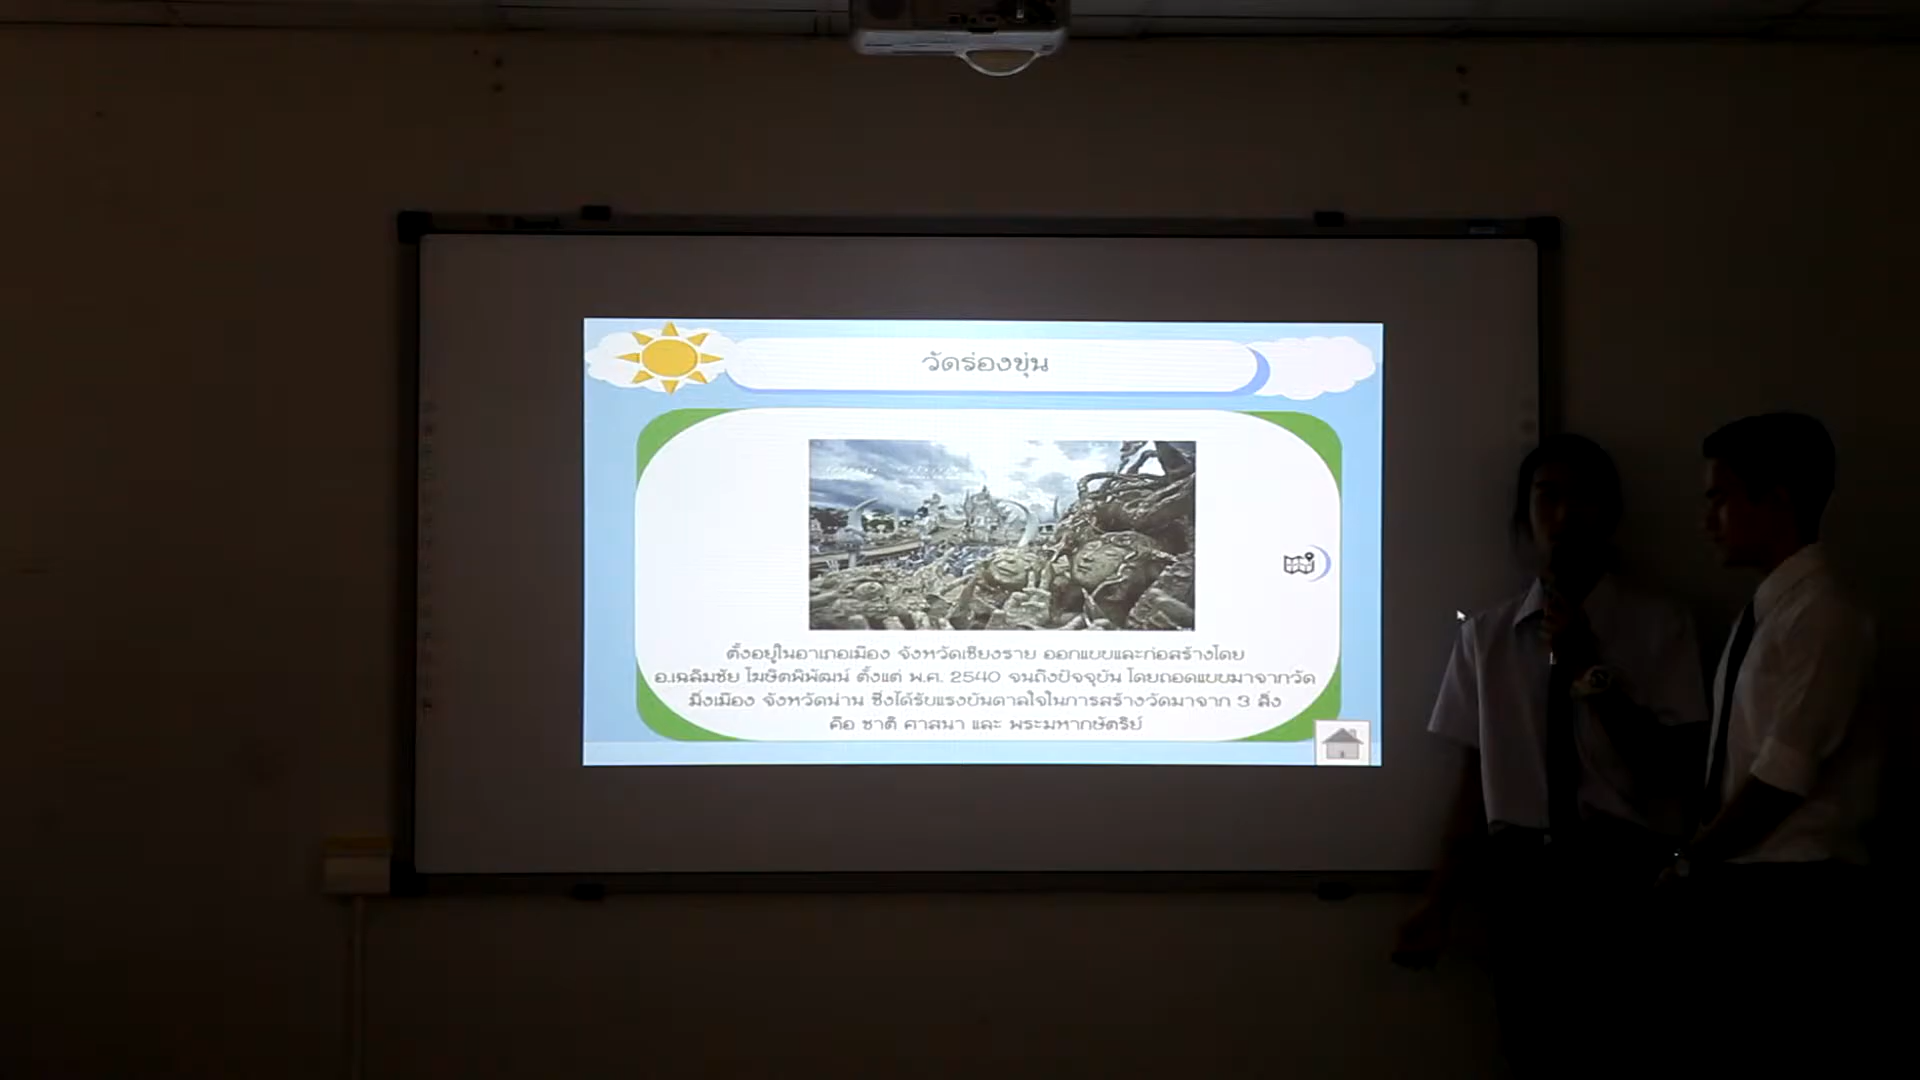 วัดร่องขุ่น
ตั้งอยู่ในอำเภอเมือง จังหวัดเชียงราย ออกแบบและก่อสร้างโดย
อ.เฉลิมชัย โฆษิตพิพัฒน์ ตั้งแต่ พ.ศ. 2540 จนถึงปัจจุบัน โดยถอดแบบมาจากวัด
มิ่งเมือง จังหวัดน่าน ซึ่งได้รับแรงบันดาลใจในการสร้างวัดมาจาก 3 สิ่ง
คือ ชาติ ศาสนา และ พระมหากษัตริย์